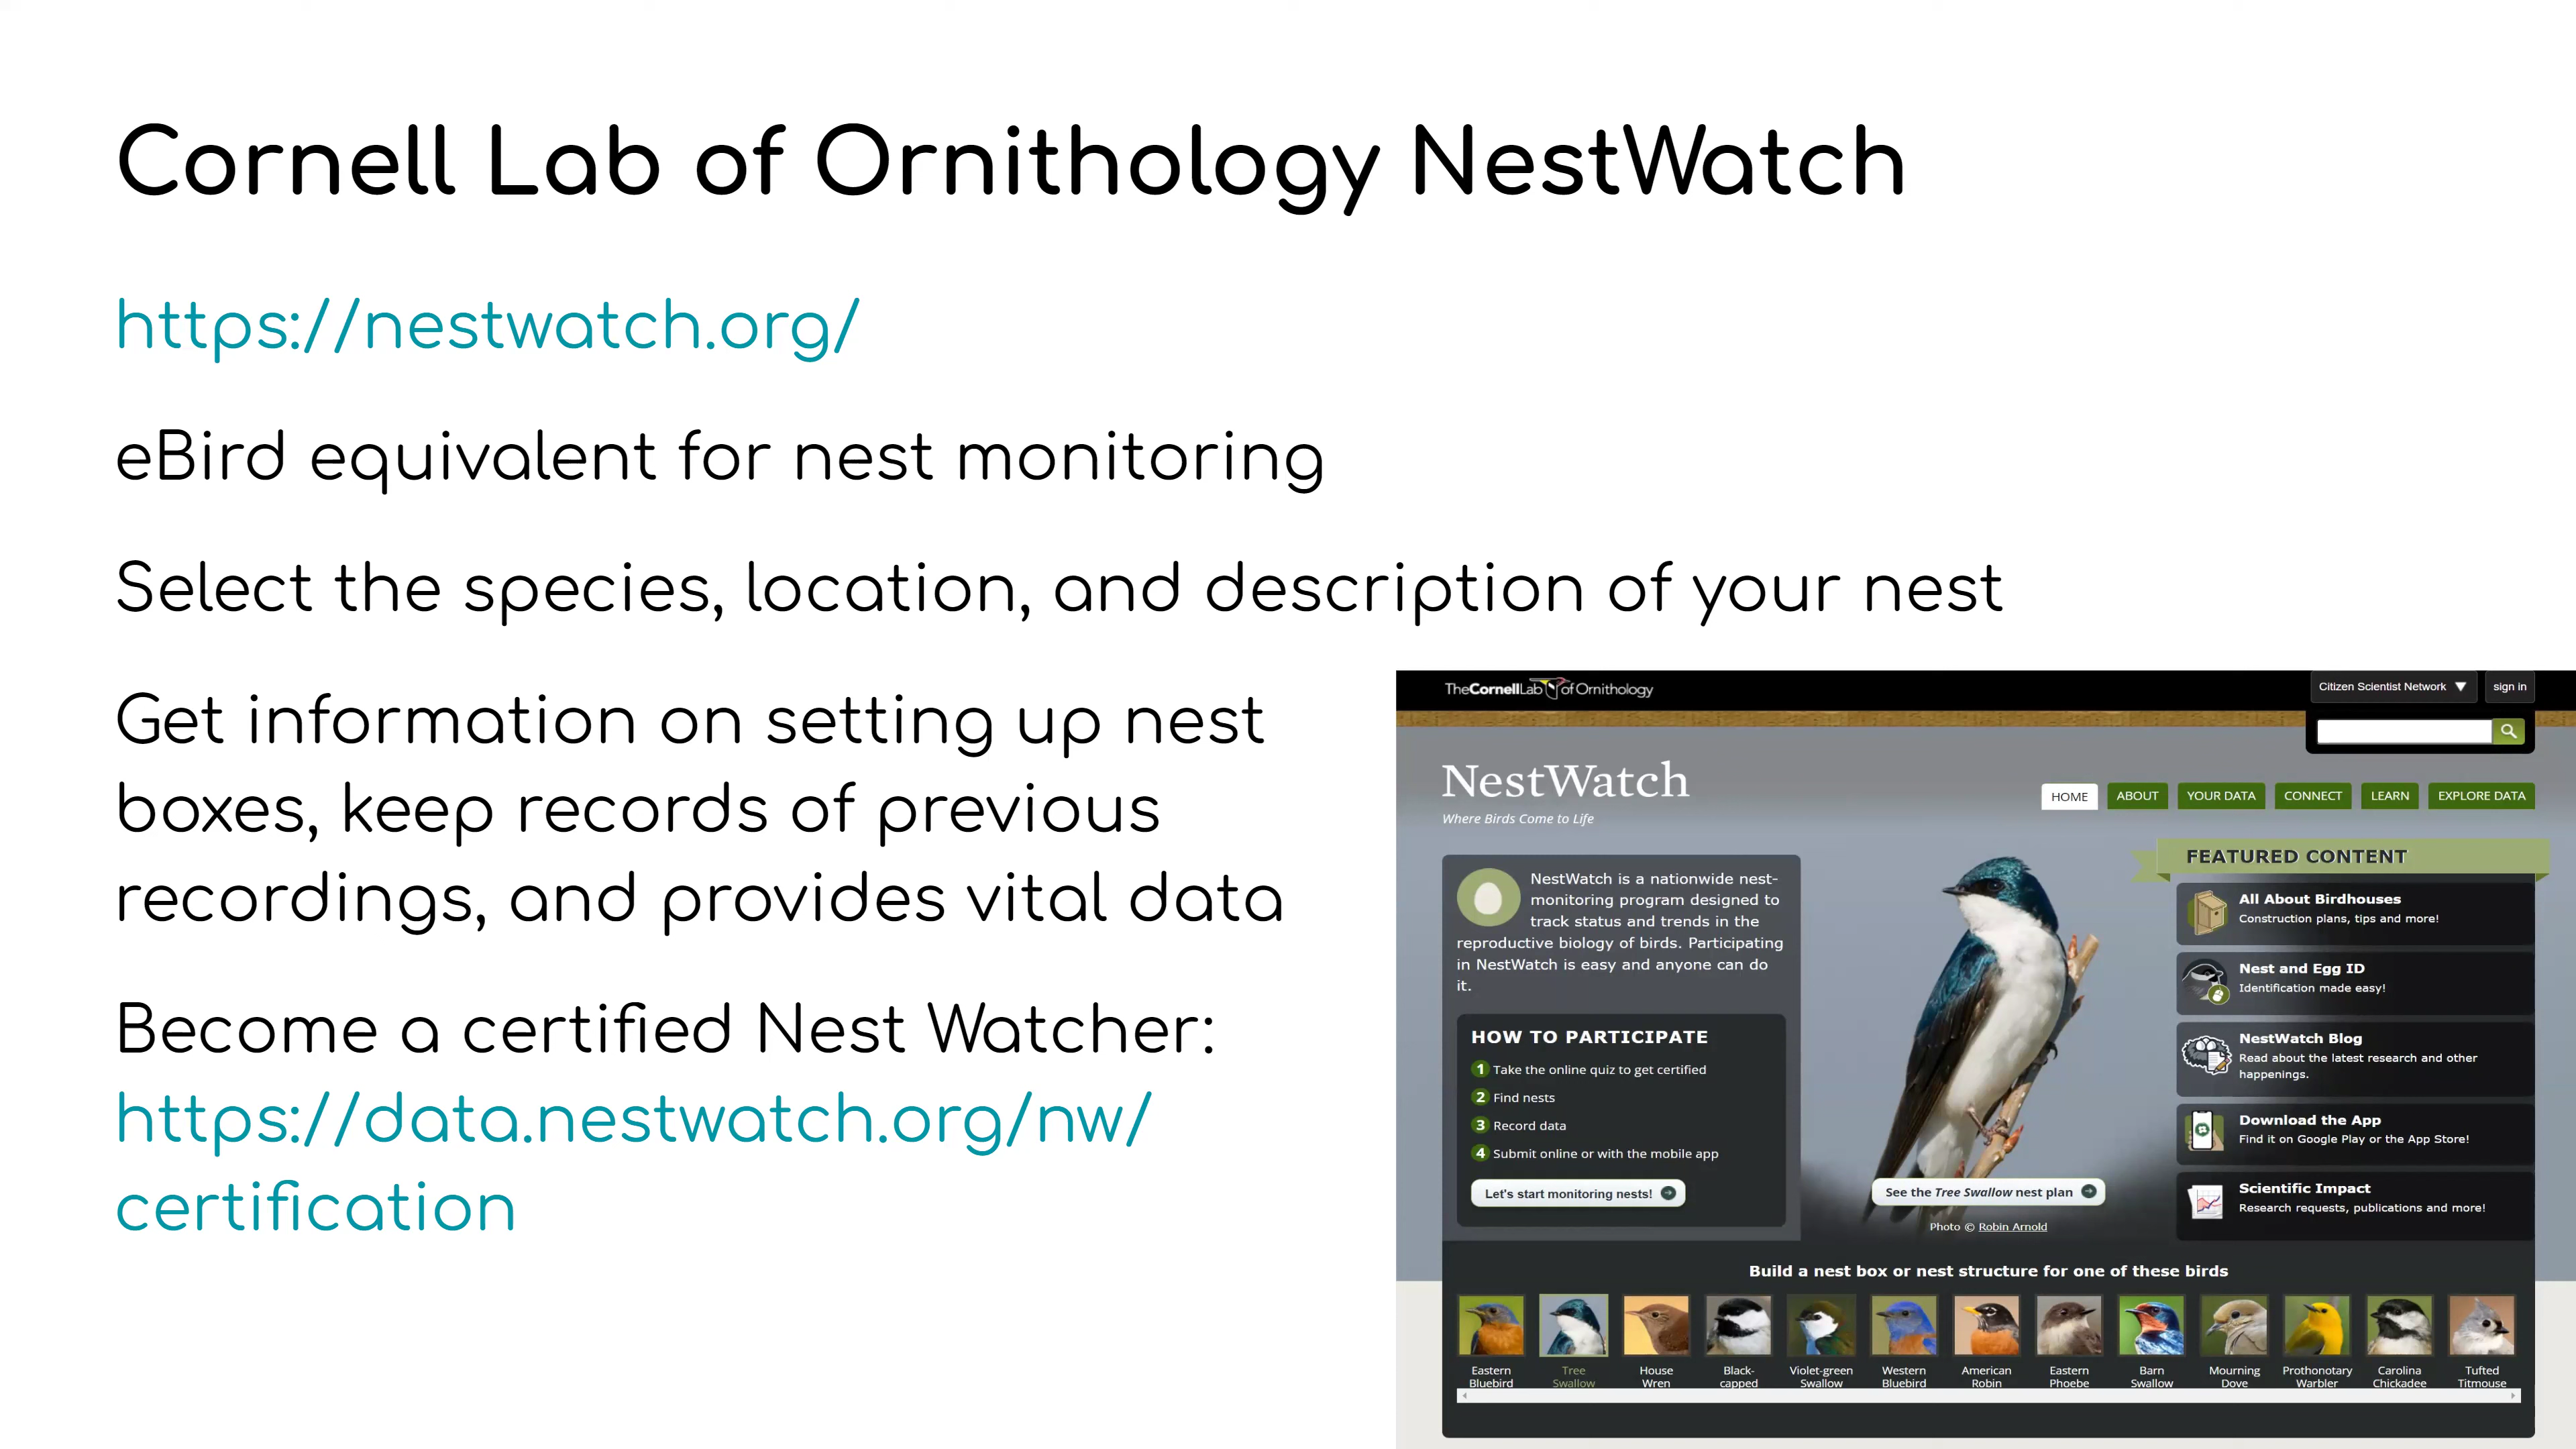 Cornell Lab of Ornithology NestWatch
https://nestwatch.org/
eBird equivalent for nest monitoring
Select the species, location, and description of your nest
Get information on setting up nest
boxes, keep records of previous
recordings, and provides vital data
Become a certified Nest Watcher:
https://data.nestwatch.org/nw/
certification
TheCornellLab of Ornithology
Citizen Scientist Network
sign in
NestWatch
Where Birds Come to Life
HOME
ABOUT
YOUR DATA
CONNECT
LEARN
EXPLORE DATA
NestWatch is a nationwide nest-
monitoring program designed to
track status and trends in the
reproductive biology of birds. Participating
in NestWatch is easy and anyone can do
it.
HOW TO PARTICIPATE
1 Take the online quiz to get certified
2 Find nests
3 Record data
4 Submit online or with the mobile app
Let's start monitoring nests!
See the Tree Swallow nest plan
Photo © Robin Arnold
FEATURED CONTENT
All About Birdhouses
Construction plans, tips and more!
Nest and Egg ID
Identification made easy!
NestWatch Blog
Read about the latest research and other
happenings.
Download the App
Find it on Google Play or the App Store!
Scientific Impact
Research requests, publications and more!
Build a nest box or nest structure for one of these birds
Eastern
Bluebird
Tree
Swallow
House
Wren
Black-
capped
Violet-green
Swallow
Western
Bluebird
American
Robin
Eastern
Phoebe
Barn
Swallow
Mourning
Dove
Prothonotary
Warbler
Carolina
Chickadee
Tufted
Titmouse